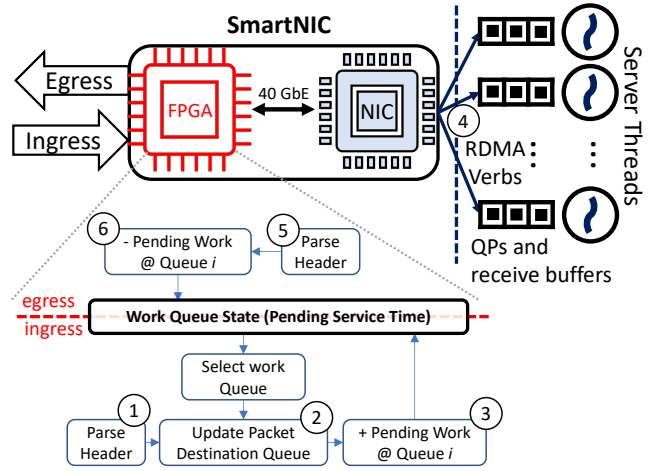 SmartNIC
Egress
Ingress
FPGA
40 GbE
NIC
4
RDMA
Verbs
Server Threads
QPs and
receive buffers
6
- Pending Work
@ Queue i
5
Parse
Header
egress
ingress
Work Queue State (Pending Service Time)
Select work
Queue
1
Parse
Header
2
Update Packet
Destination Queue
3
+ Pending Work
@ Queue i